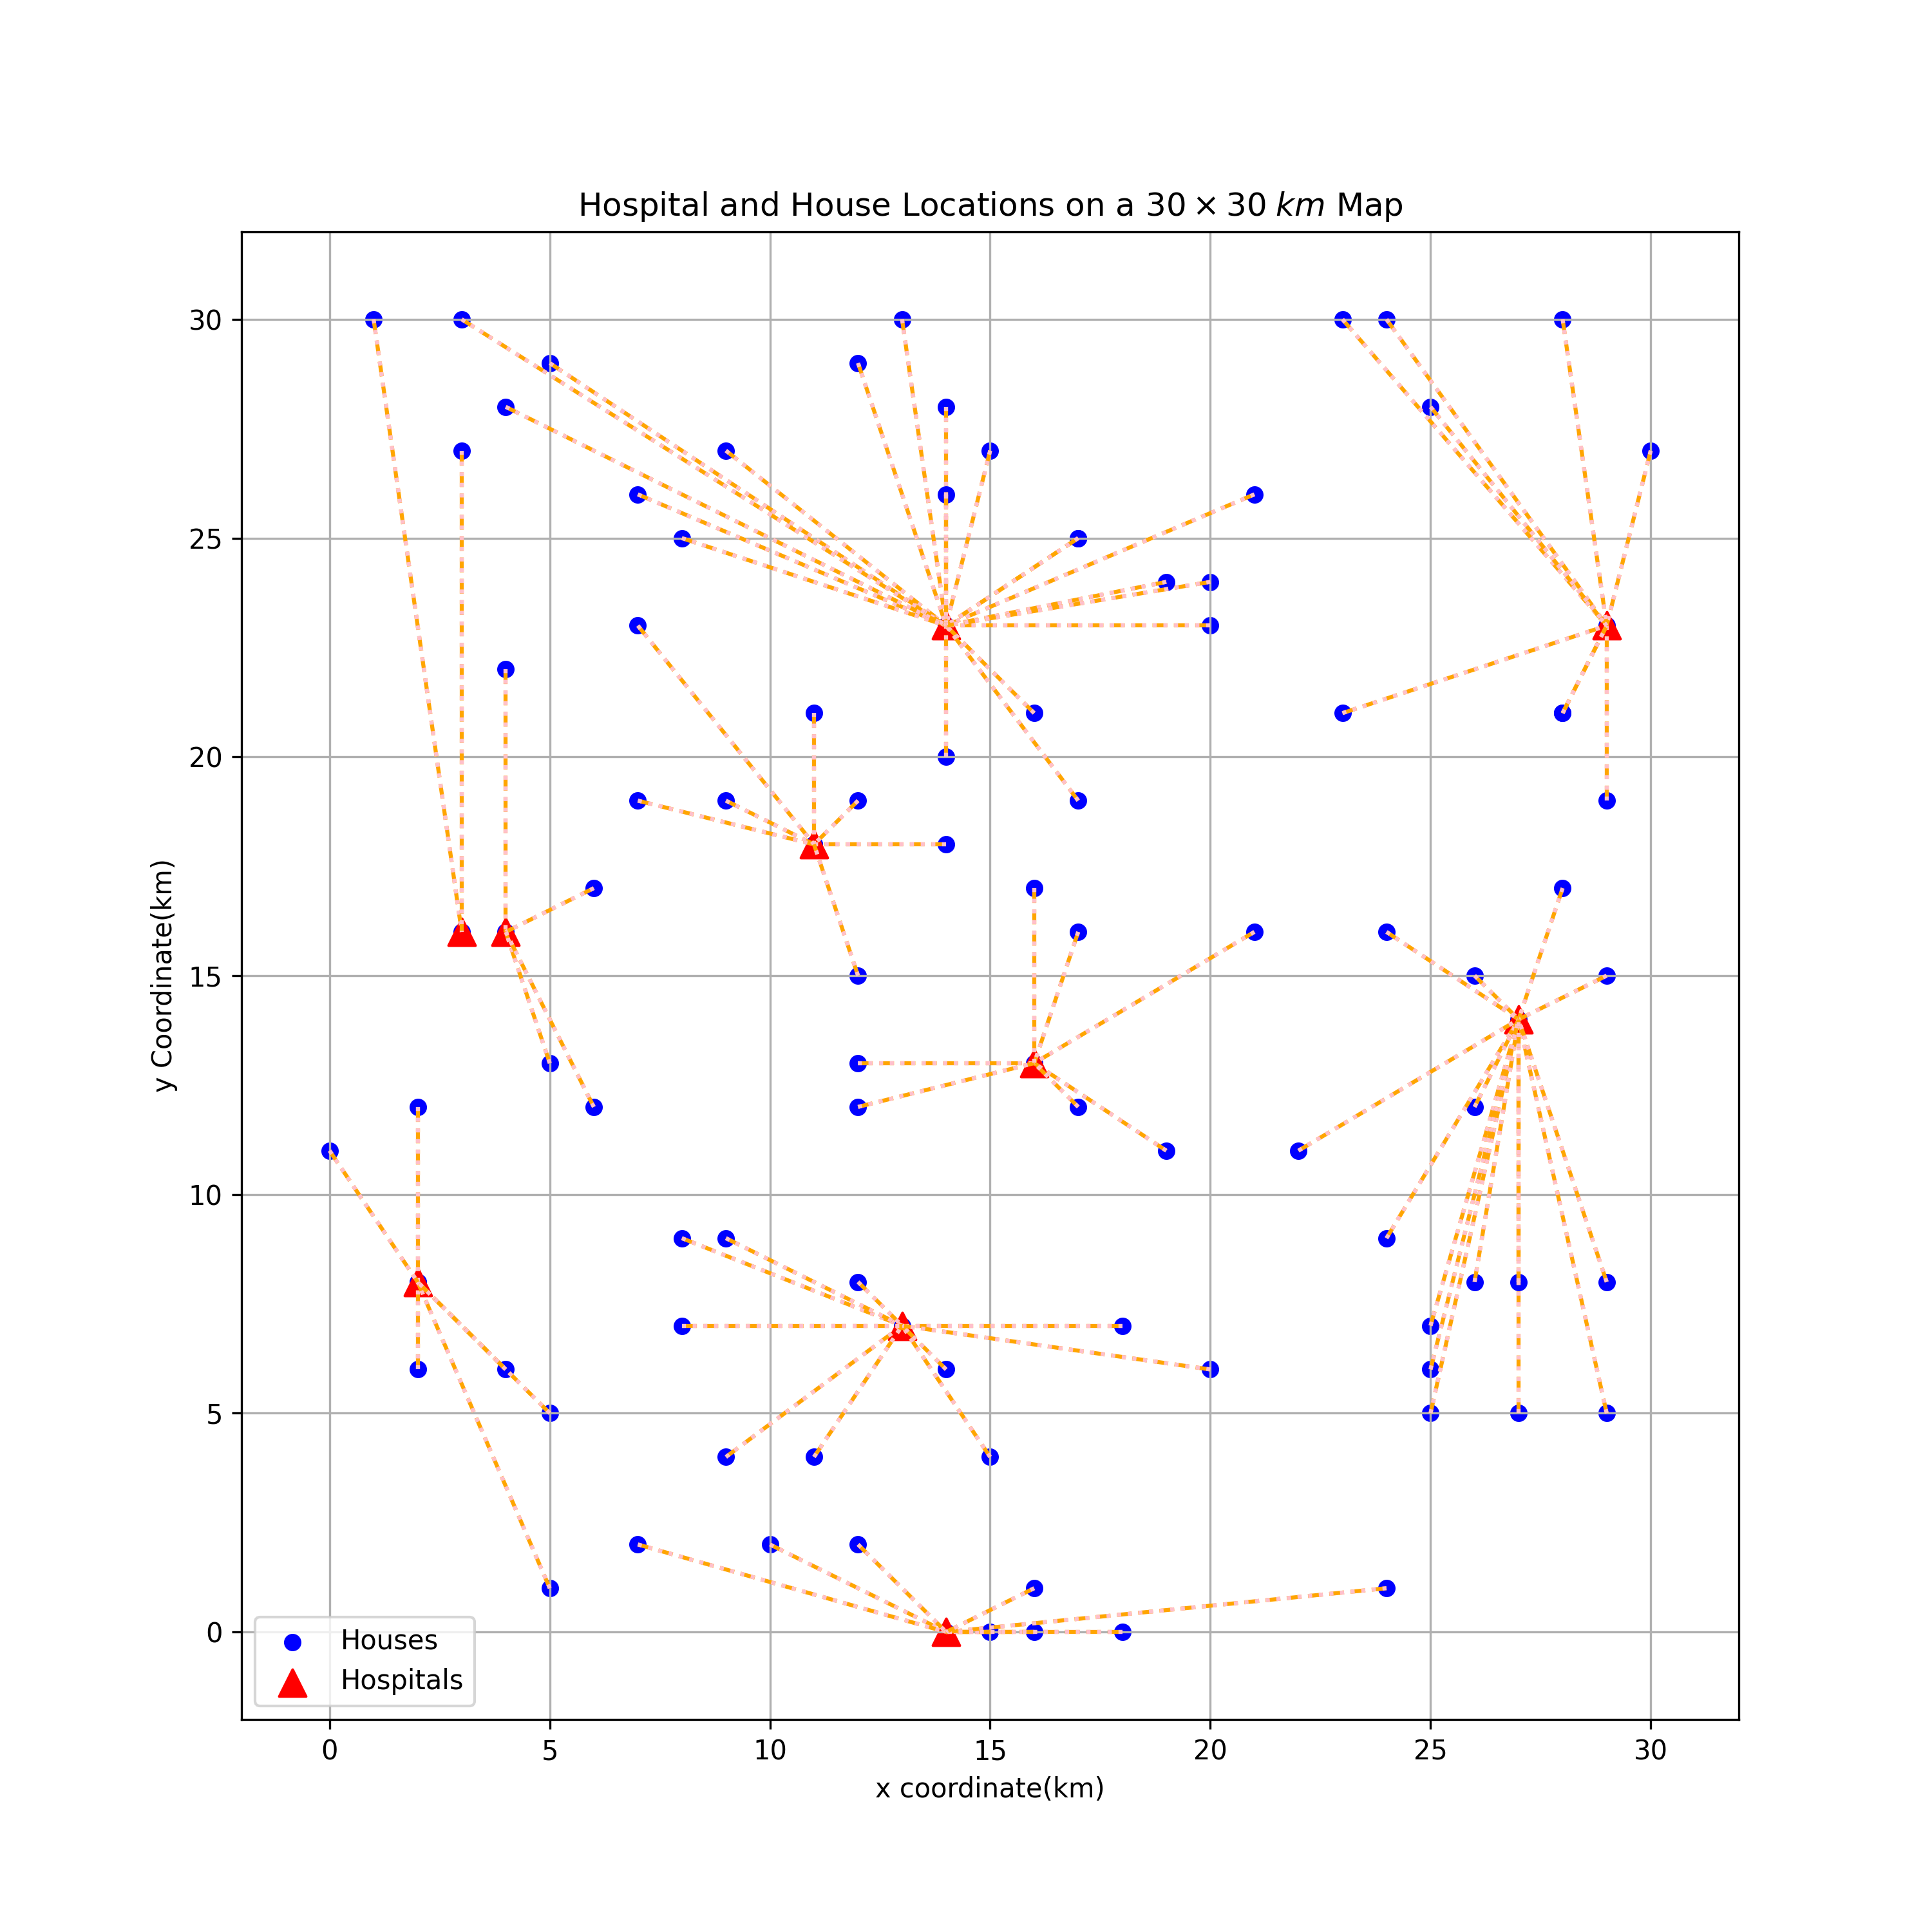 Hospital and House Locations on a 30 × 30 km Map
30
25
20
15
10
5
0
y Coordinate(km)
Houses
Hospitals
0 5 10 15 20 25 30
x coordinate(km)